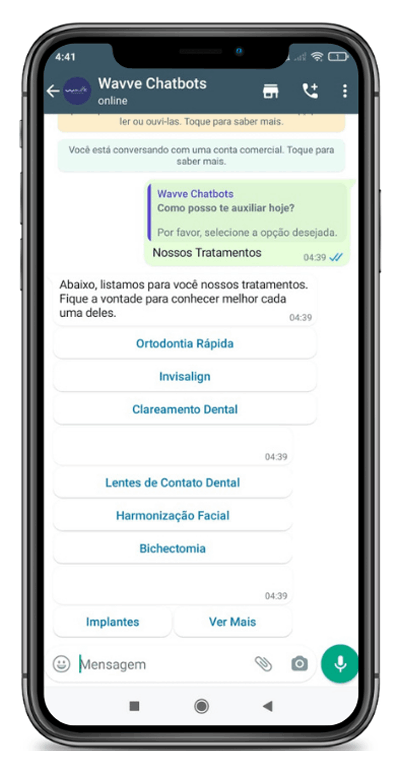 4:41
Wavve Chatbots
online
ler ou ouvi-las. Toque para saber mais.
Você está conversando com uma conta comercial. Toque para
saber mais.
Wavve Chatbots
Como posso te auxiliar hoje?
Por favor, selecione a opção desejada.
Nossos Tratamentos
04:39
Abaixo, listamos para você nossos tratamentos.
Fique a vontade para conhecer melhor cada
uma deles.
04:39
Ortodontia Rápida
Invisalign
Clareamento Dental
04:39
Lentes de Contato Dental
Harmonização Facial
Bichectomia
04:39
Implantes
Ver Mais
Mensagem